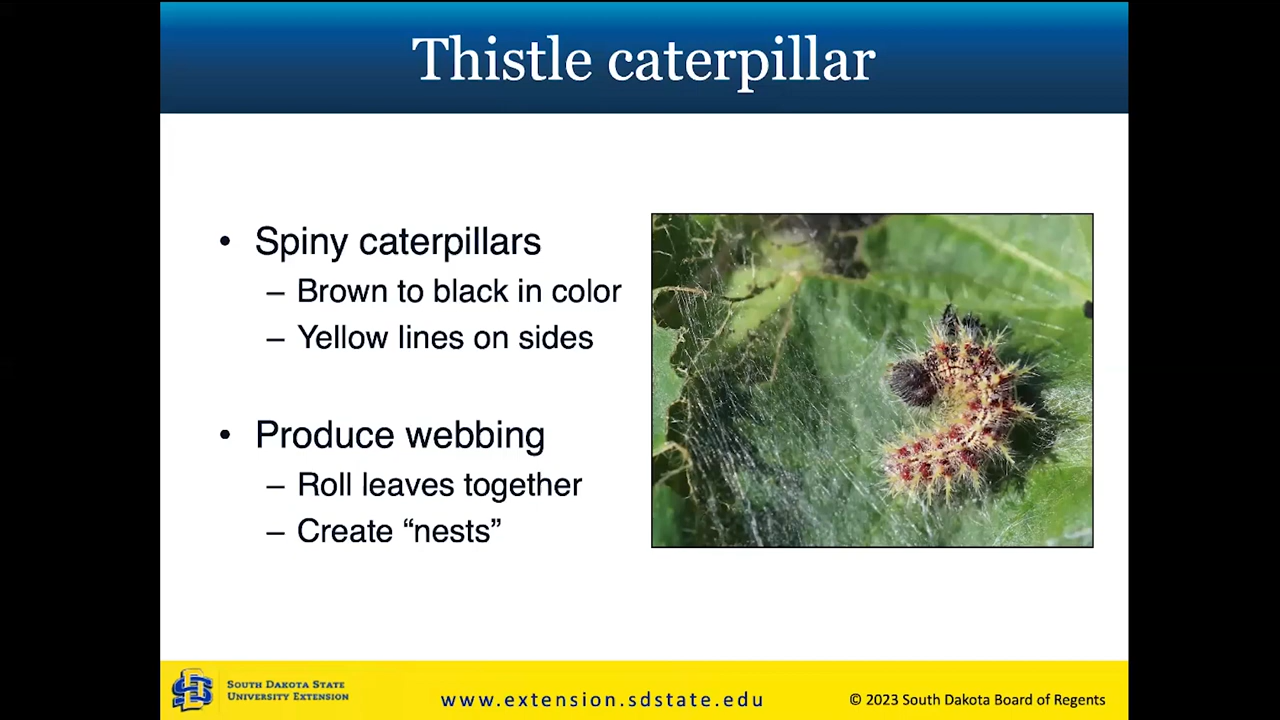 Thistle caterpillar
• Spiny caterpillars
– Brown to black in color
– Yellow lines on sides
• Produce webbing
– Roll leaves together
– Create “nests”
SOUTH DAKOTA STATE
UNIVERSITY EXTENSION
www.extension.sdstate.edu
© 2023 South Dakota Board of Regents